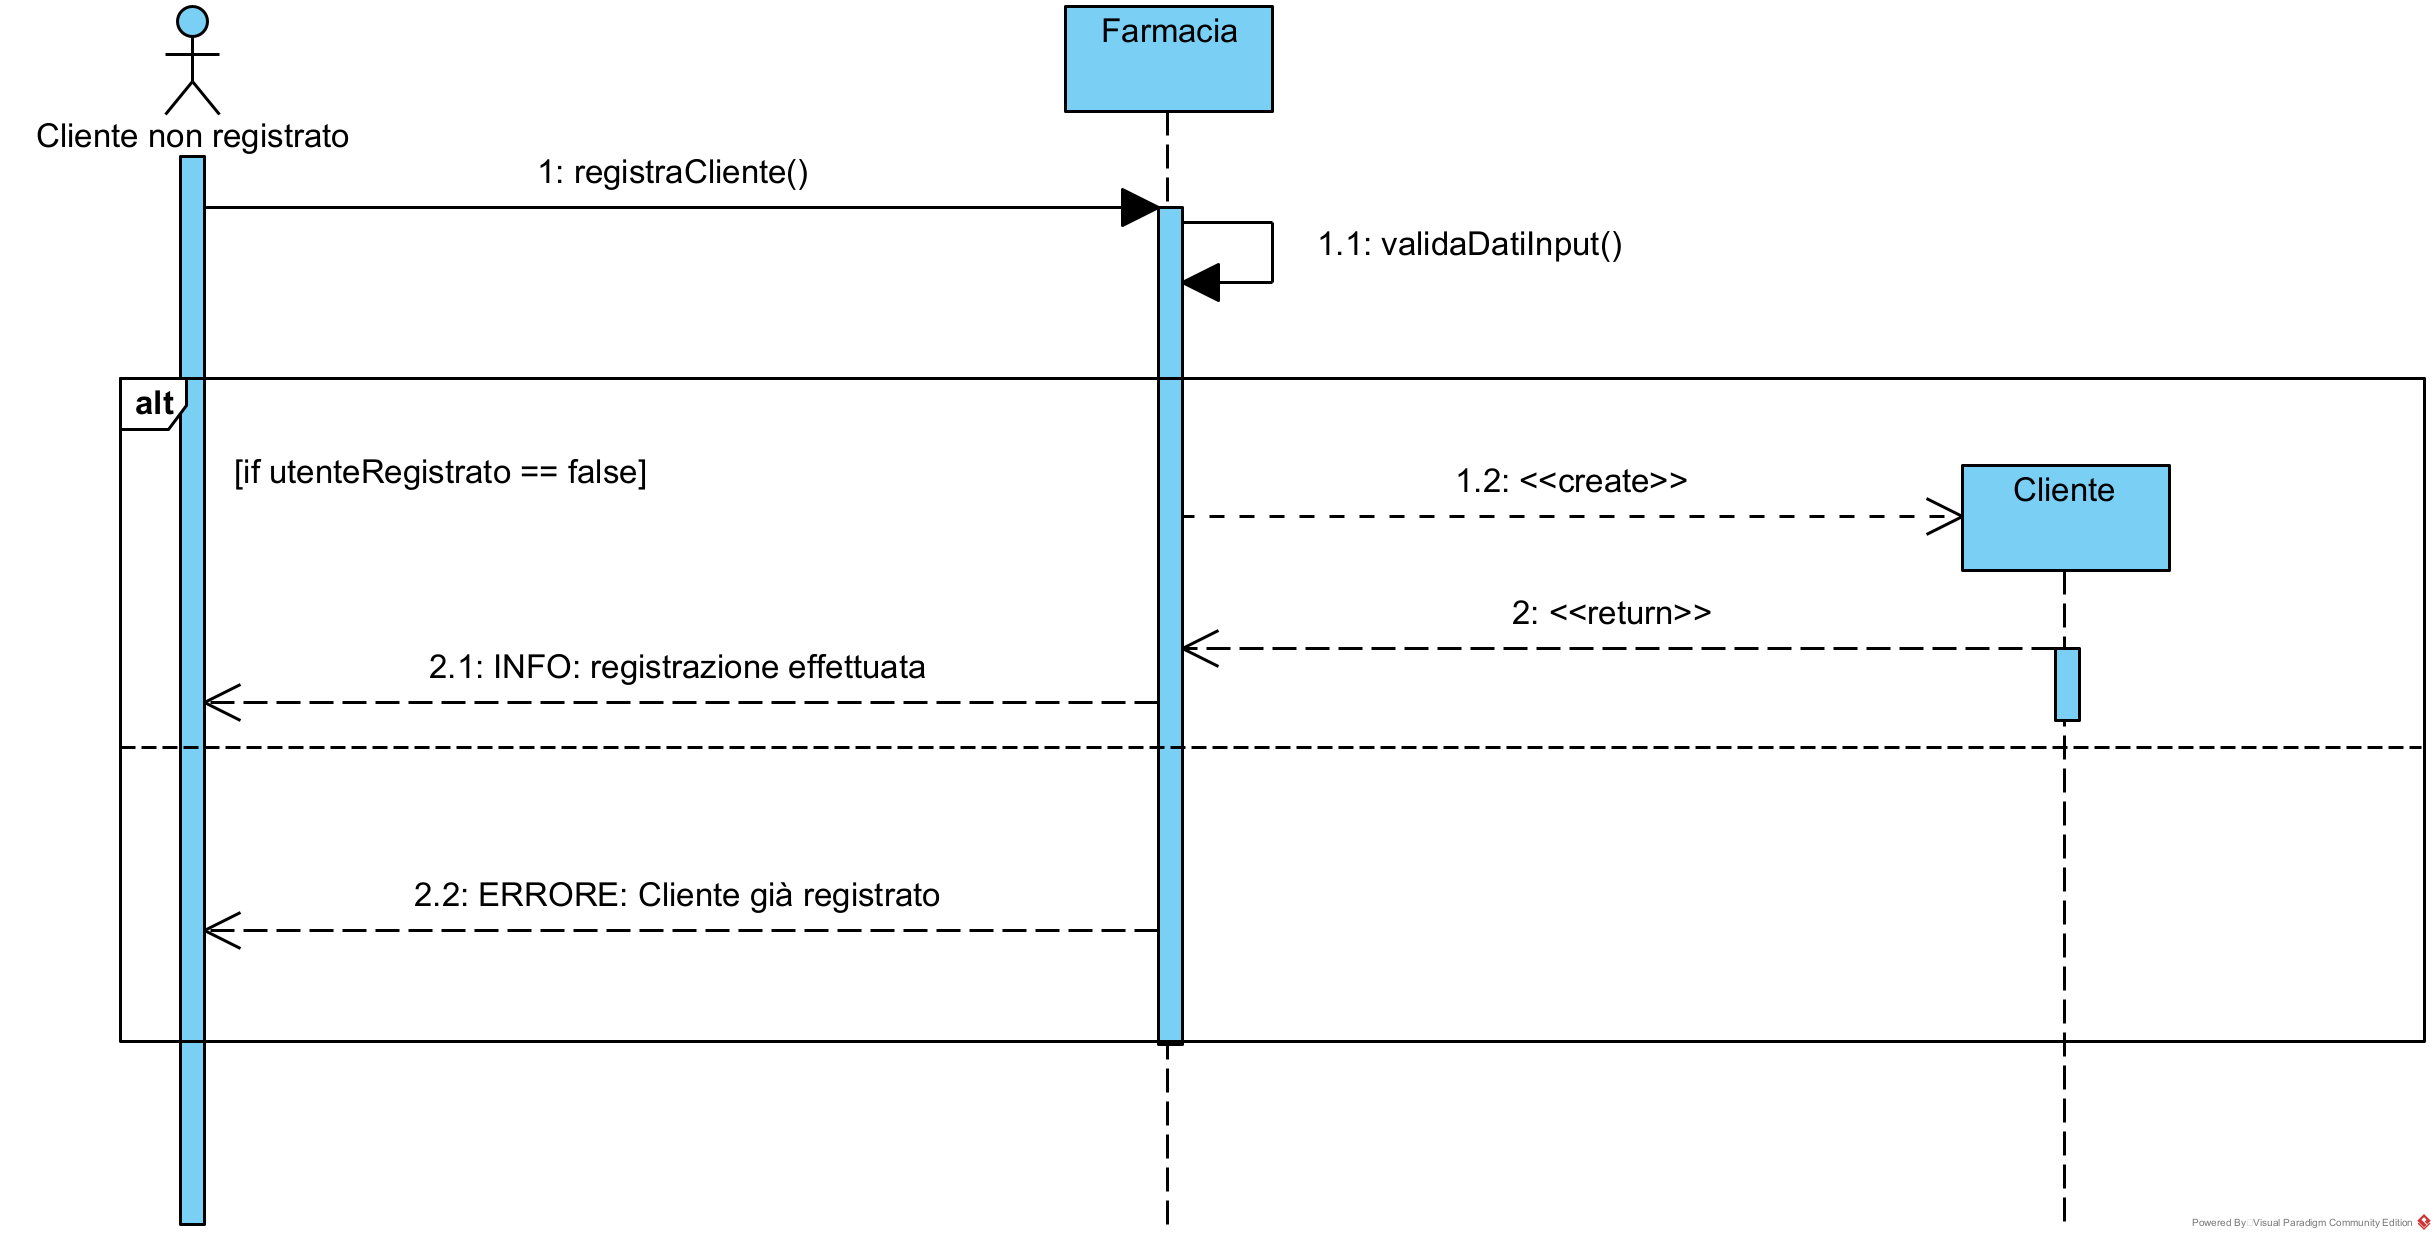 Farmacia
Cliente non registrato
1: registraCliente()
1.1: validaDatiInput()
alt
[if utenteRegistrato == false]
1.2: <<create>>
Cliente
2: <<return>>
2.1: INFO: registrazione effettuata
2.2: ERRORE: Cliente già registrato
Powered By Visual Paradigm Community Edition